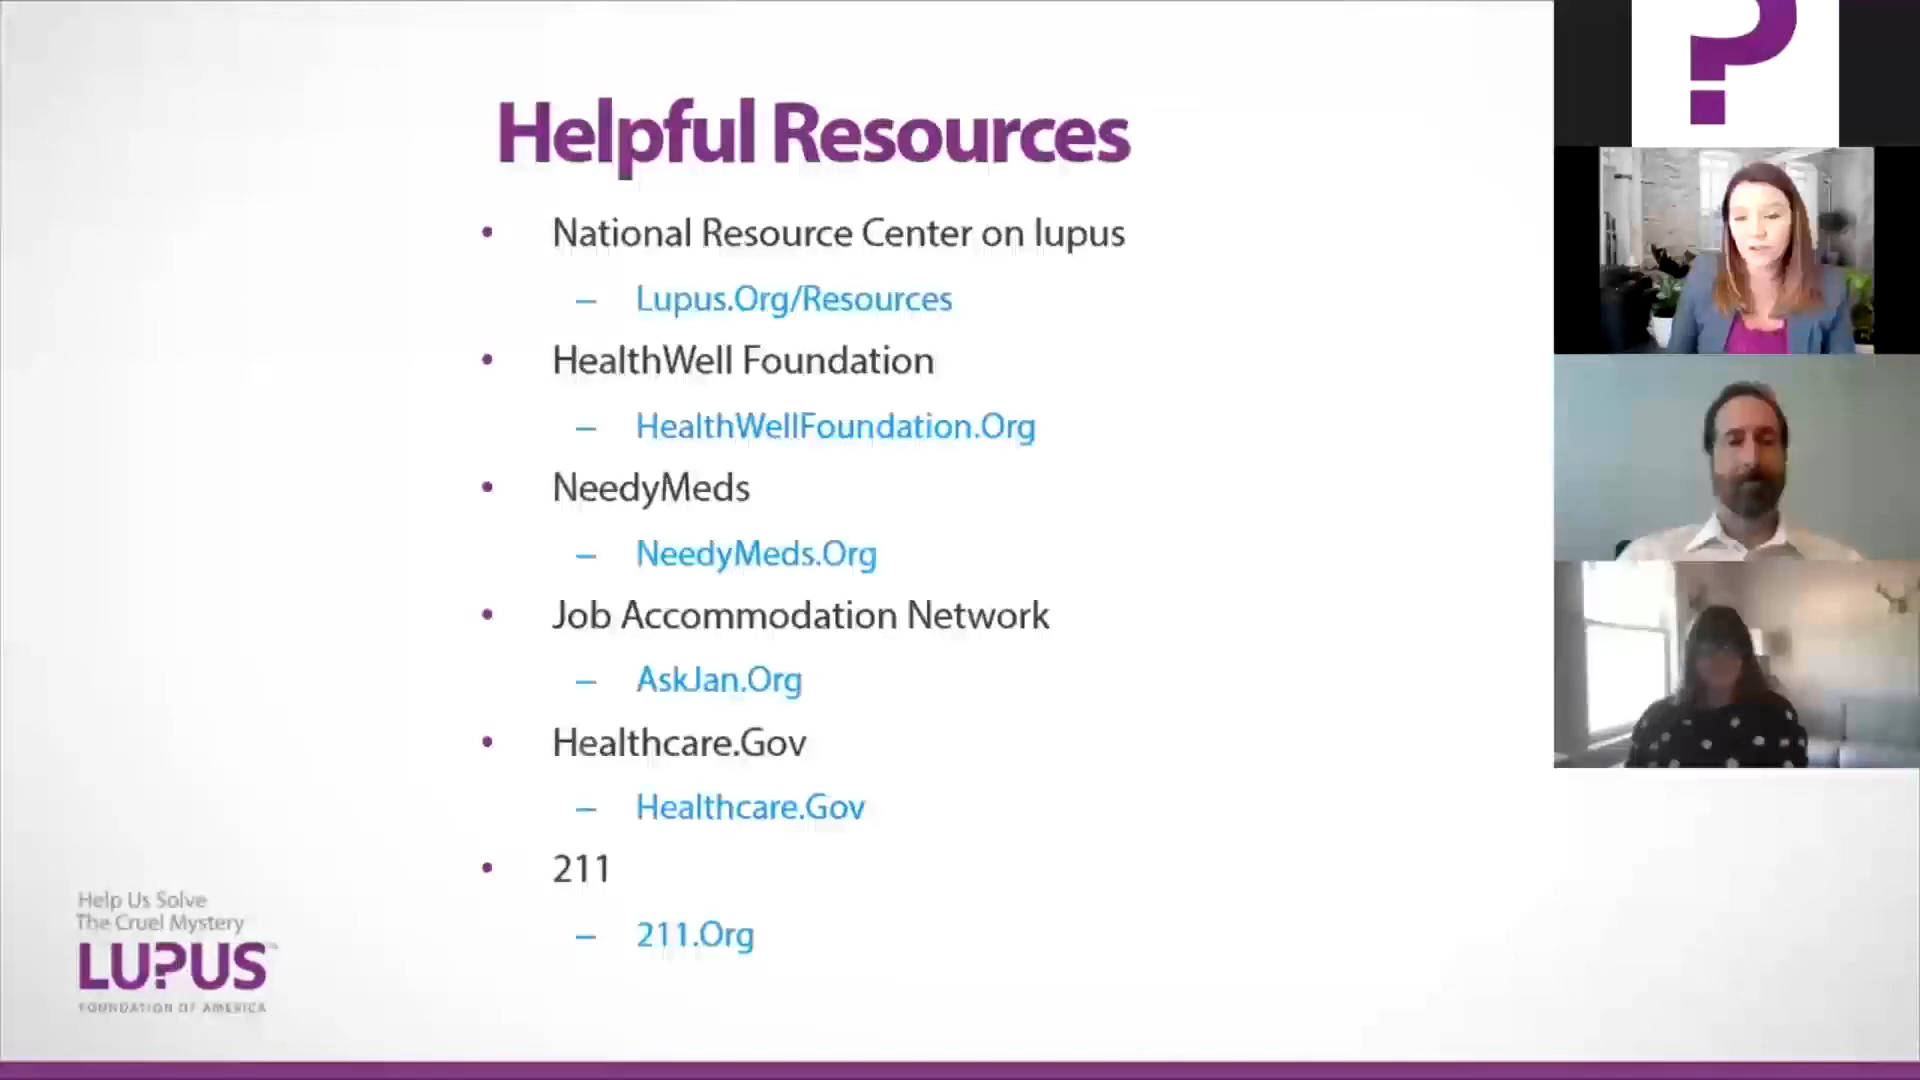 Helpful Resources
• National Resource Center on lupus
– Lupus.Org/Resources
• HealthWell Foundation
– HealthWellFoundation.Org
• NeedyMeds
– NeedyMeds.Org
• Job Accommodation Network
– AskJan.Org
• Healthcare.Gov
– Healthcare.Gov
• 211
– 211.Org
Help Us Solve
The Cruel Mystery
LUPUS™
FOUNDATION OF AMERICA
?